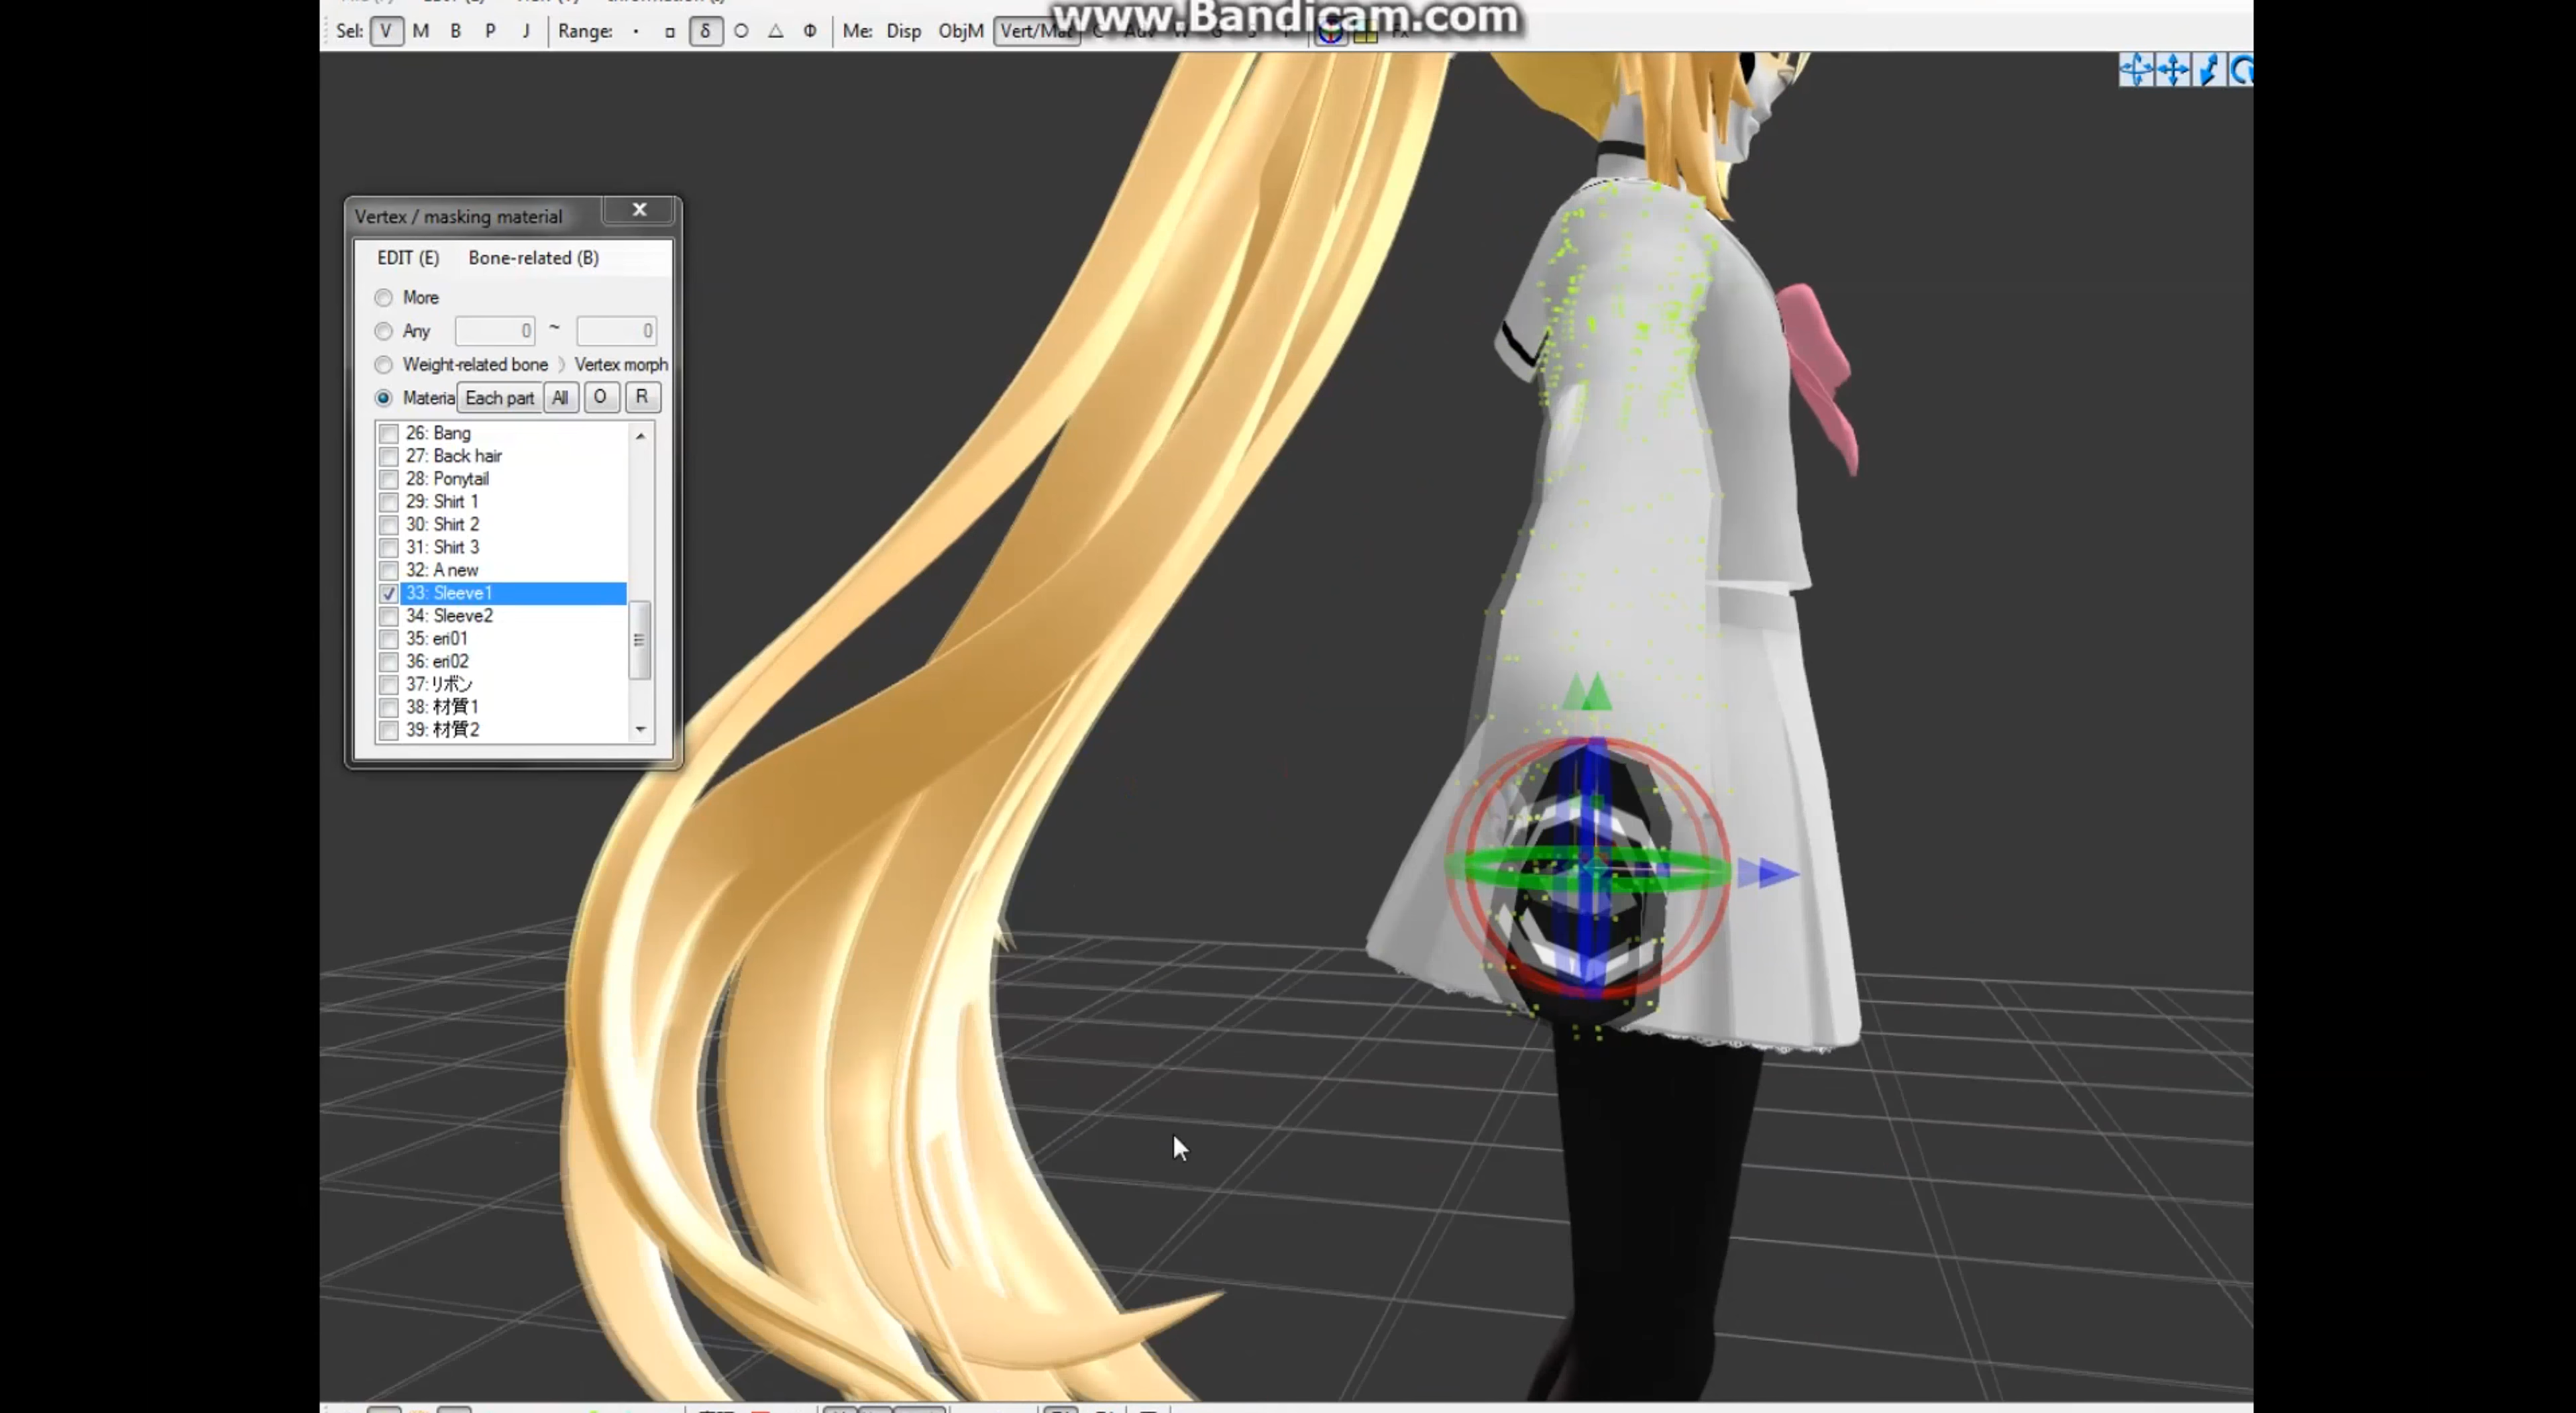 www.Bandicam.com
Sel: V M B P J Range: δ Φ Me: Disp ObjM Vert/Mat
Vertex / masking material
EDIT (E) Bone-related (B)
More
Any 0 ~ 0
Weight-related bone Vertex morph
Materia Each part All O R
26: Bang
27: Back hair
28: Ponytail
29: Shirt 1
30: Shirt 2
31: Shirt 3
32: A new
33: Sleeve1
34: Sleeve2
35: eri01
36: eri02
37:リボン
38: 材質1
39: 材質2